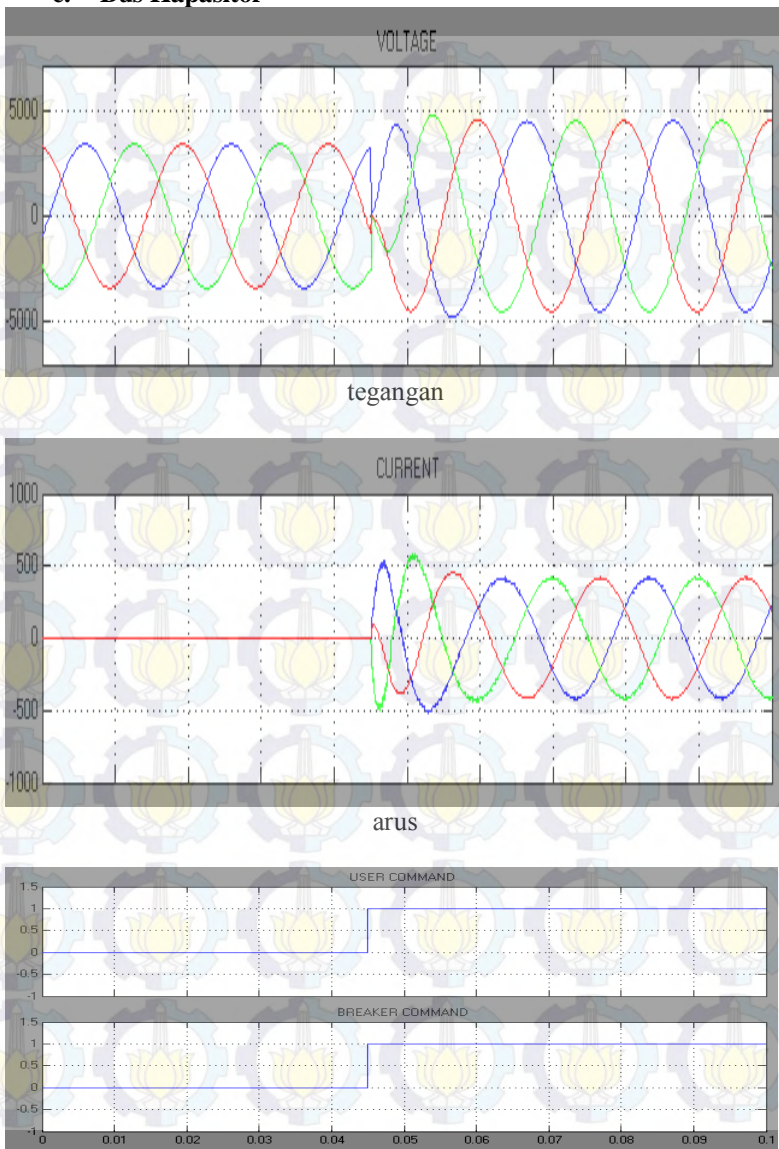 c. Bus Kapasitor
VOLTAGE
5000
0
-5000
tegangan
CURRENT
1000
500
0
-500
-1000
arus
USER COMMAND
1.5
1
0.5
0
-0.5
-1
BREAKER COMMAND
1.5
1
0.5
0
-0.5
-1
0 0.01 0.02 0.03 0.04 0.05 0.06 0.07 0.08 0.09 0.1